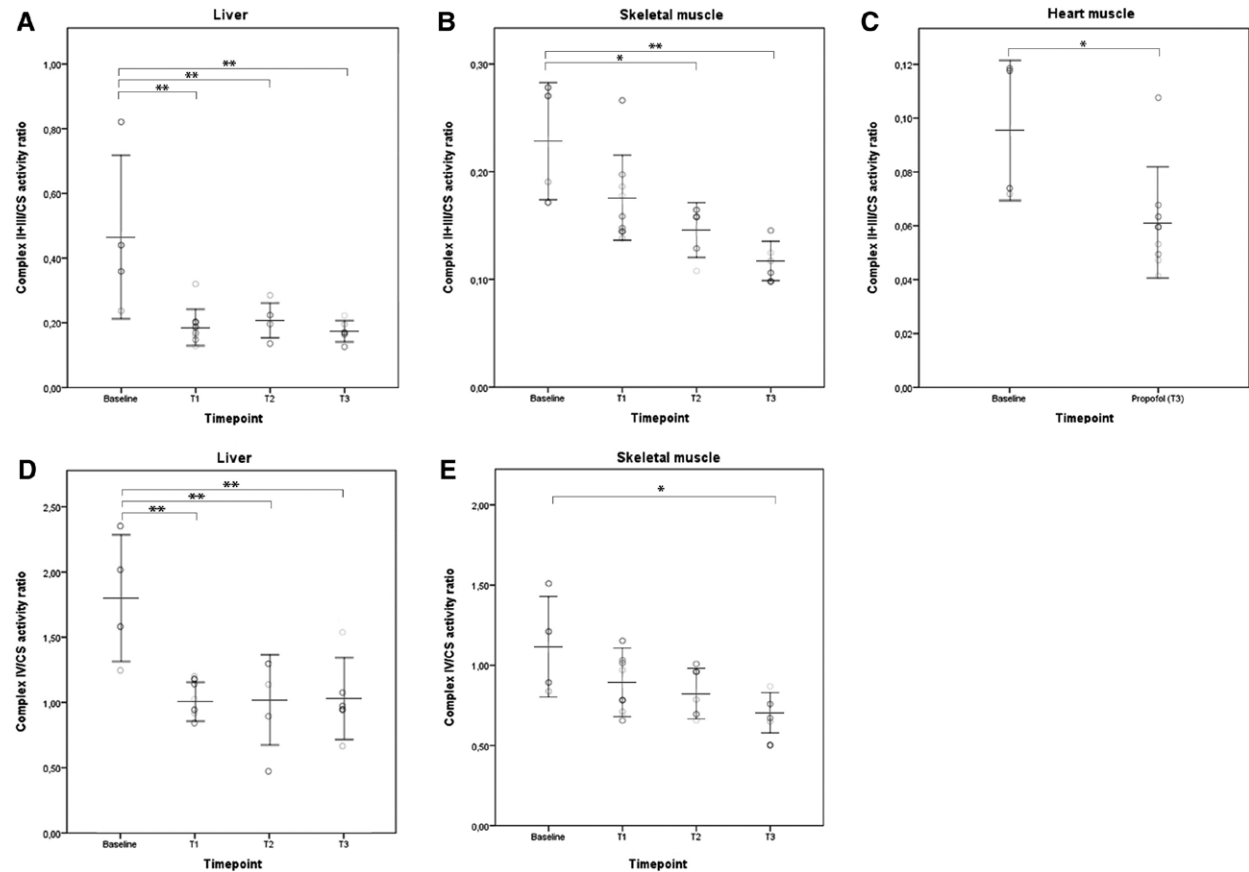 A
Liver
Complex II+III/CS activity ratio
1,00
0,80
0,60
0,40
0,20
0,00
**
**
**
Baseline
T1
T2
T3
Timepoint
B
Skeletal muscle
Complex II+III/CS activity ratio
0,30
0,20
0,10
0,00
**
*
Baseline
T1
T2
T3
Timepoint
C
Heart muscle
Complex II+III/CS activity ratio
0,12
0,10
0,08
0,06
0,04
0,02
0,00
*
Baseline
Propofol (T3)
Timepoint
D
Liver
Complex IV/CS activity ratio
2,50
2,00
1,50
1,00
0,50
0,00
**
**
**
Baseline
T1
T2
T3
Timepoint
E
Skeletal muscle
Complex IV/CS activity ratio
2,00
1,50
1,00
0,50
0,00
*
Baseline
T1
T2
T3
Timepoint